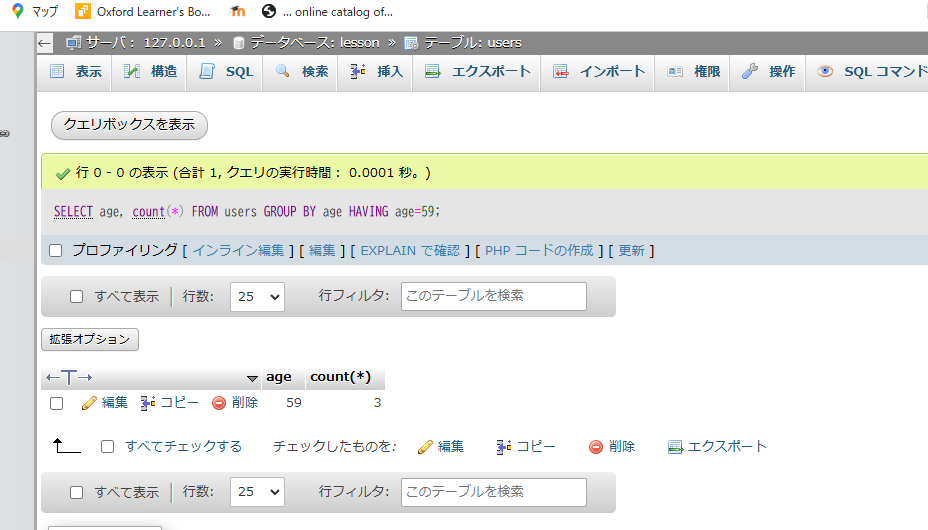 マップ Oxford Learner's Bo... ... online catalog of...
サーバ: 127.0.0.1 » データベース: lesson » テーブル: users
表示 構造 SQL 検索 挿入 エクスポート インポート 権限 操作 SQL コマンド
クエリボックスを表示
行 0 - 0 の表示 (合計 1, クエリの実行時間: 0.0001 秒。)
SELECT age, count(*) FROM users GROUP BY age HAVING age=59;
プロファイリング [ インライン編集 ] [ 編集 ] [ EXPLAIN で確認 ] [ PHP コードの作成 ] [ 更新 ]
すべて表示 行数: 25 行フィルタ: このテーブルを検索
拡張オプション
←T→ age count(*)
編集 コピー 削除 59 3
すべてチェックする チェックしたものを: 編集 コピー 削除 エクスポート
すべて表示 行数: 25 行フィルタ: このテーブルを検索